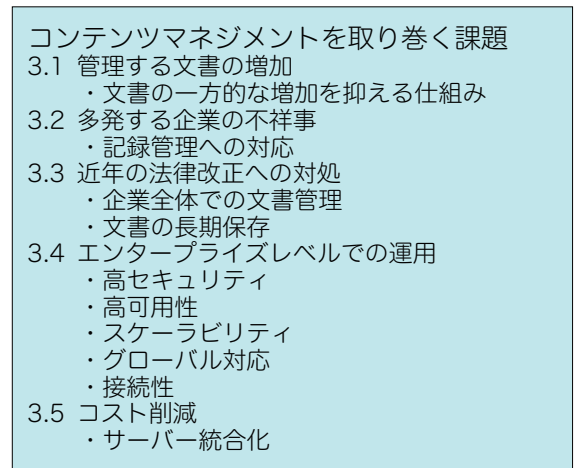 コンテンツマネジメントを取り巻く課題
3.1 管理する文書の増加
・文書の一方的な増加を抑える仕組み
3.2 多発する企業の不祥事
・記録管理への対応
3.3 近年の法律改正への対処
・企業全体での文書管理
・文書の長期保存
3.4 エンタープライズレベルでの運用
・高セキュリティ
・高可用性
・スケーラビリティ
・グローバル対応
・接続性
3.5 コスト削減
・サーバー統合化